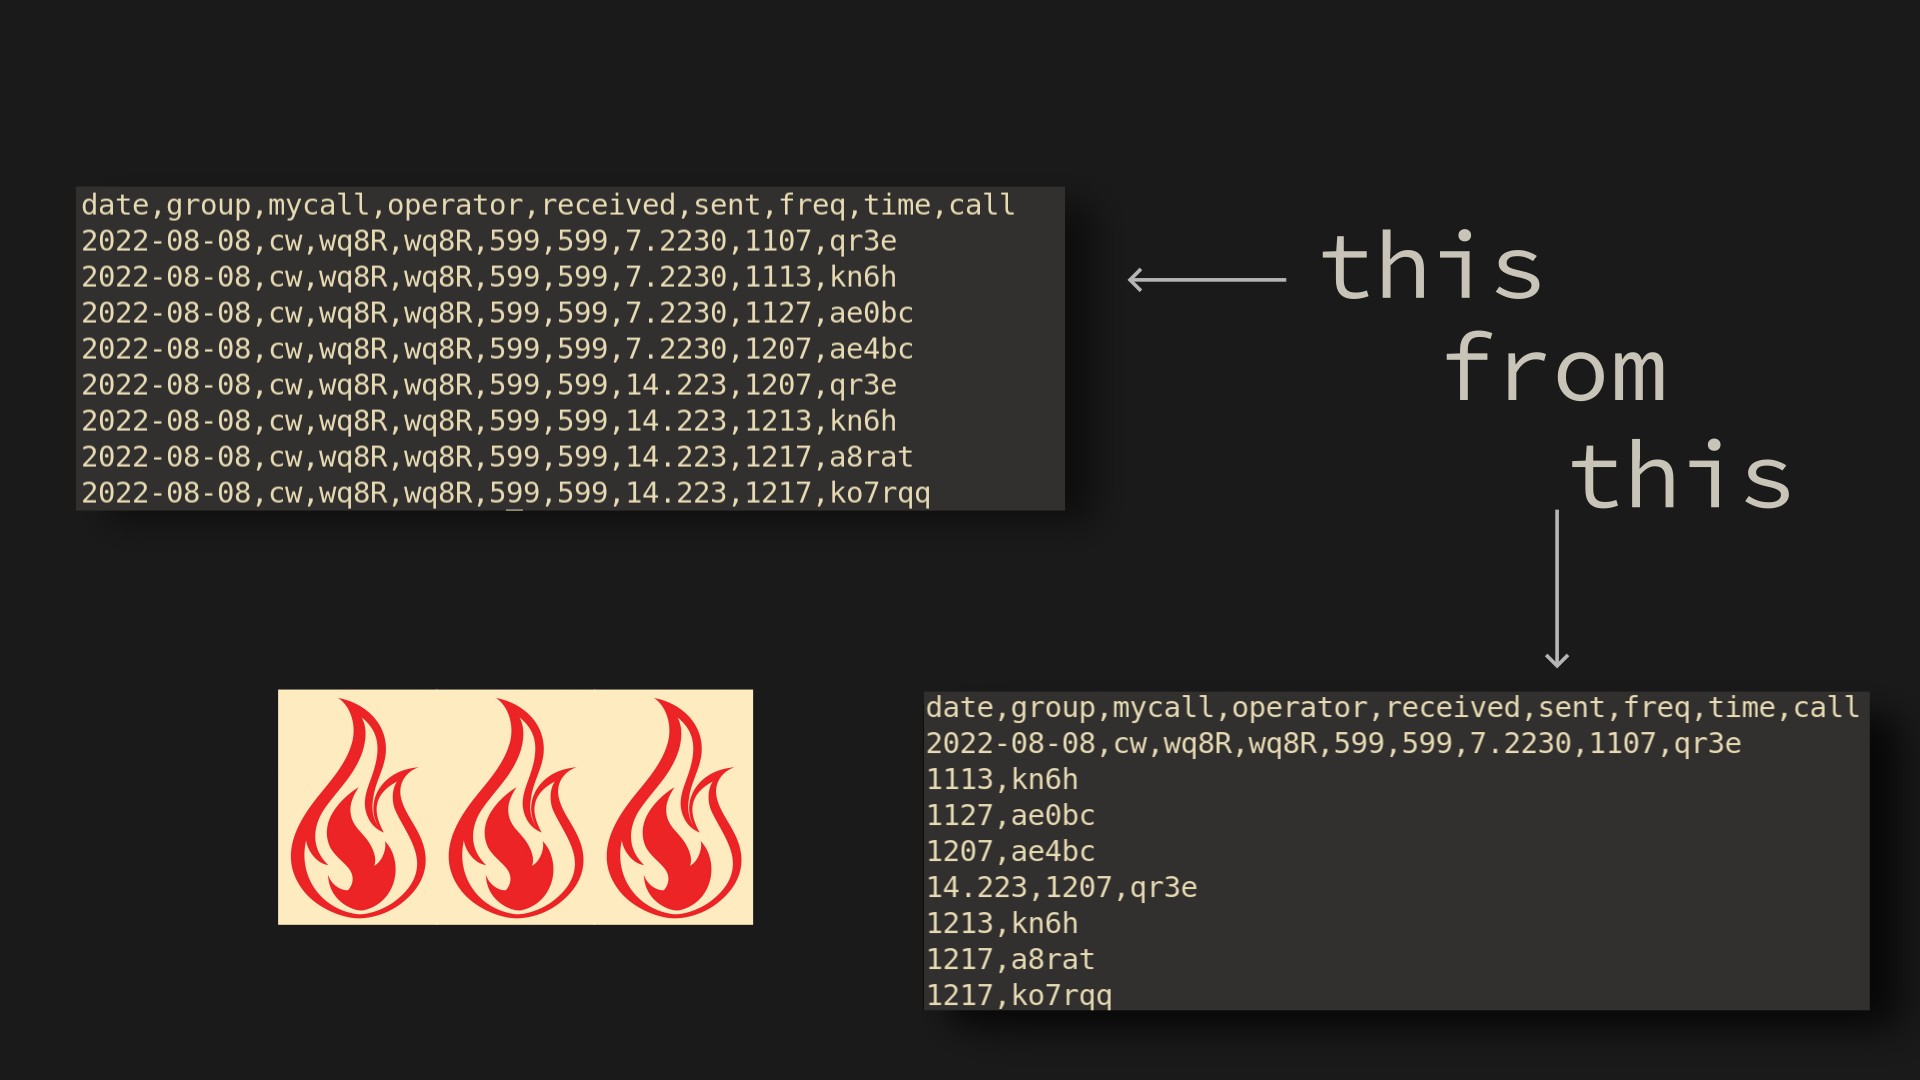 date,group,mycall,operator,received,sent,freq,time,call
2022-08-08,cw,wq8R,wq8R,599,599,7.2230,1107,qr3e
2022-08-08,cw,wq8R,wq8R,599,599,7.2230,1113,kn6h
2022-08-08,cw,wq8R,wq8R,599,599,7.2230,1127,ae0bc
2022-08-08,cw,wq8R,wq8R,599,599,7.2230,1207,ae4bc
2022-08-08,cw,wq8R,wq8R,599,599,14.223,1207,qr3e
2022-08-08,cw,wq8R,wq8R,599,599,14.223,1213,kn6h
2022-08-08,cw,wq8R,wq8R,599,599,14.223,1217,a8rat
2022-08-08,cw,wq8R,wq8R,599,599,14.223,1217,ko7rqq
this
from
this
date,group,mycall,operator,received,sent,freq,time,call
2022-08-08,cw,wq8R,wq8R,599,599,7.2230,1107,qr3e
1113,kn6h
1127,ae0bc
1207,ae4bc
14.223,1207,qr3e
1213,kn6h
1217,a8rat
1217,ko7rqq